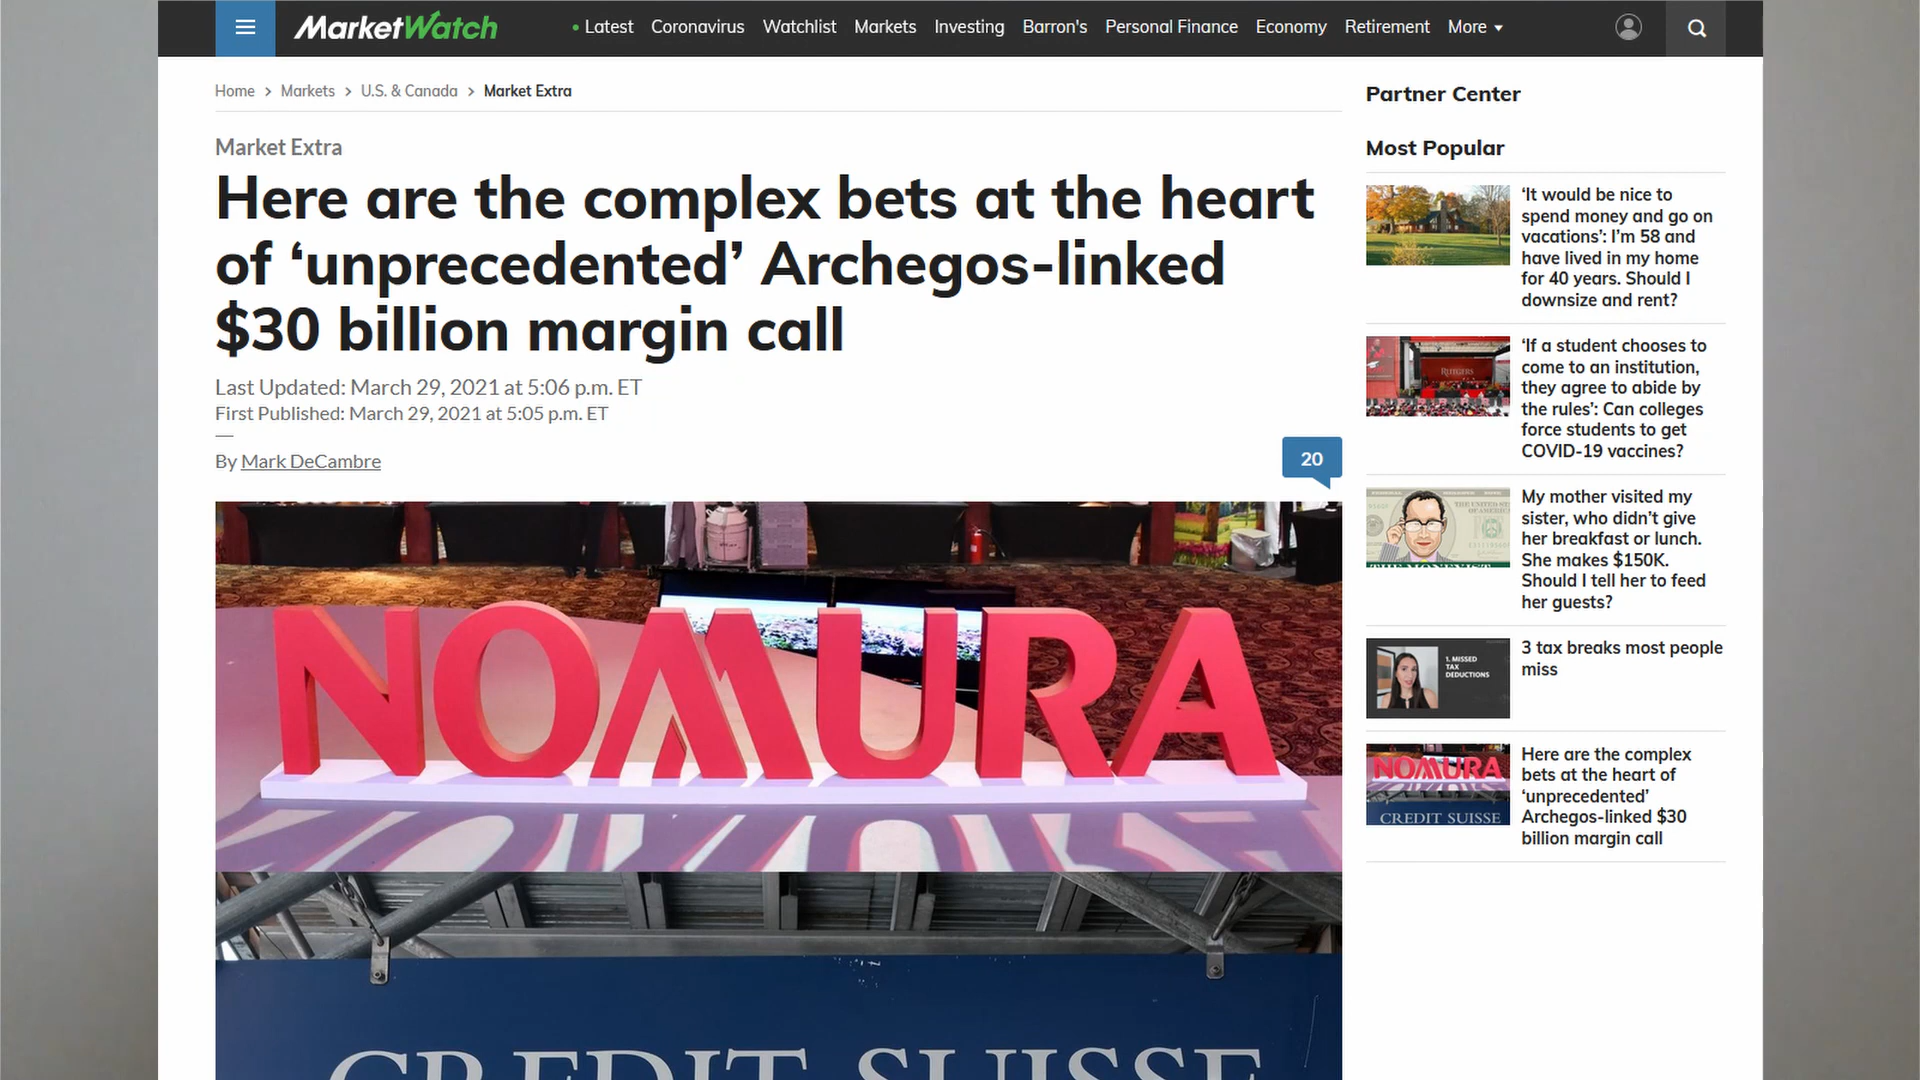 MarketWatch
Latest Coronavirus Watchlist Markets Investing Barron's Personal Finance Economy Retirement More
Home > Markets > U.S. & Canada > Market Extra
Market Extra
Here are the complex bets at the heart
of ‘unprecedented’ Archegos-linked
$30 billion margin call
Last Updated: March 29, 2021 at 5:06 p.m. ET
First Published: March 29, 2021 at 5:05 p.m. ET
By Mark DeCambre
20
NOMURA
CREDIT SUISSE
Partner Center
Most Popular
‘It would be nice to
spend money and go on
vacations’: I’m 58 and
have lived in my home
for 40 years. Should I
downsize and rent?
RUTGERS
‘If a student chooses to
come to an institution,
they agree to abide by
the rules’: Can colleges
force students to get
COVID-19 vaccines?
THE MONEYIST
My mother visited my
sister, who didn’t give
her breakfast or lunch.
She makes $150K.
Should I tell her to feed
her guests?
1. MISSED
TAX
DEDUCTIONS
3 tax breaks most people
miss
NOMURA
CREDIT SUISSE
Here are the complex
bets at the heart of
‘unprecedented’
Archegos-linked $30
billion margin call